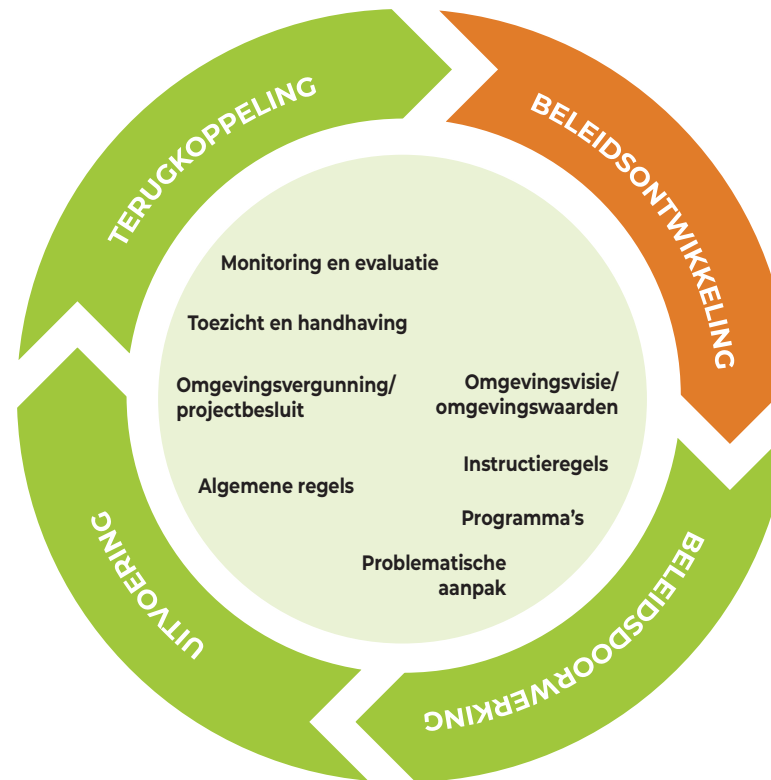 TERUGKOPPELING
BELEIDSONTWIKKELING
Monitoring en evaluatie
Toezicht en handhaving
Omgevingsvergunning/
projectbesluit
Omgevingsvisie/
omgevingswaarden
Instructieregels
Algemene regels
Programma’s
Problematische
aanpak
UITVOERING
BELEIDSDOORWERKING